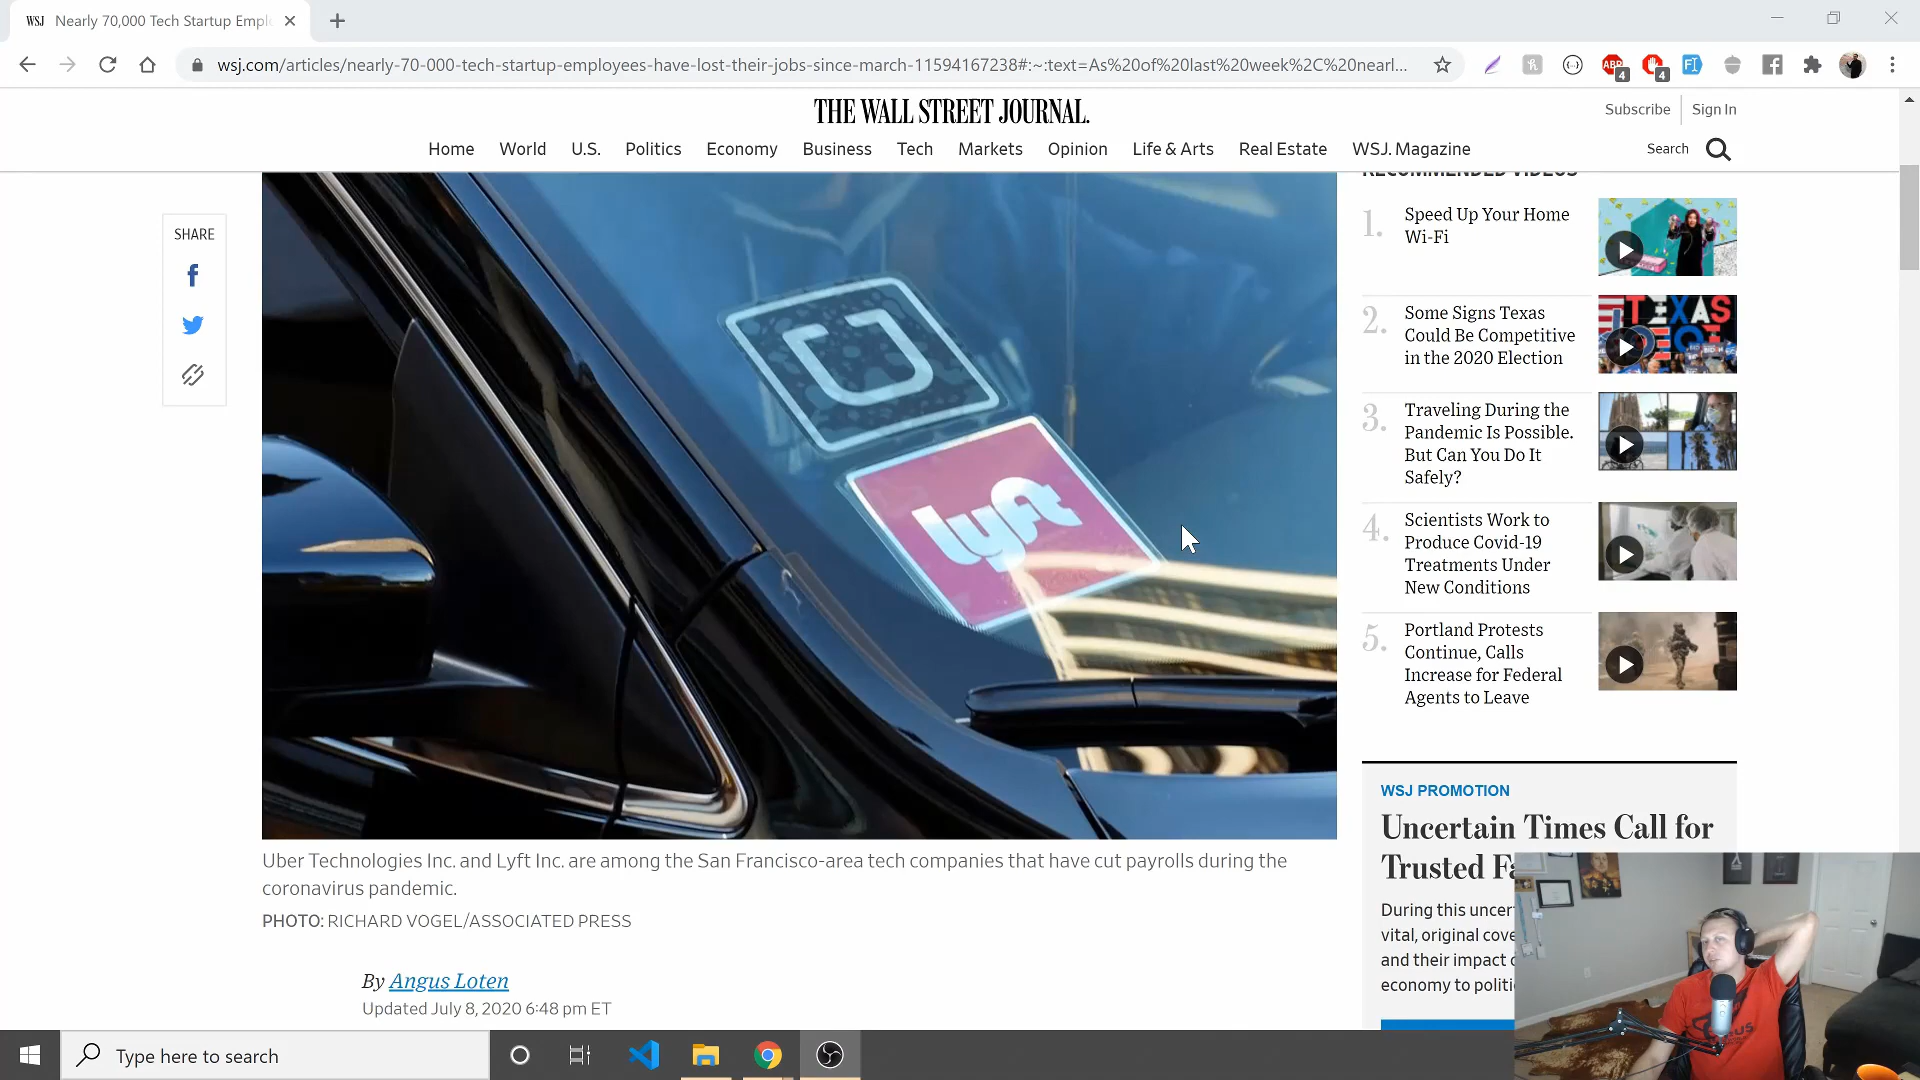 WSJ Nearly 70,000 Tech Startup Empl
wsj.com/articles/nearly-70-000-tech-startup-employees-have-lost-their-jobs-since-march-11594167238#:~:text=As%20of%20last%20week%2C%20nearl...
ABP 4 4
THE WALL STREET JOURNAL.
Subscribe Sign In
Home World U.S. Politics Economy Business Tech Markets Opinion Life & Arts Real Estate WSJ. Magazine
Search
SHARE
RECOMMENDED VIDEOS
1. Speed Up Your Home
Wi-Fi
2. Some Signs Texas
Could Be Competitive
in the 2020 Election
TEXAS
3. Traveling During the
Pandemic Is Possible.
But Can You Do It
Safely?
4. Scientists Work to
Produce Covid-19
Treatments Under
New Conditions
5. Portland Protests
Continue, Calls
Increase for Federal
Agents to Leave
U
lyft
WSJ PROMOTION
Uncertain Times Call for
Trusted
During this
vital, original
and their impact
economy to
Uber Technologies Inc. and Lyft Inc. are among the San Francisco-area tech companies that have cut payrolls during the
coronavirus pandemic.
PHOTO: RICHARD VOGEL/ASSOCIATED PRESS
By Angus Loten
Updated July 8, 2020 6:48 pm ET
Type here to search